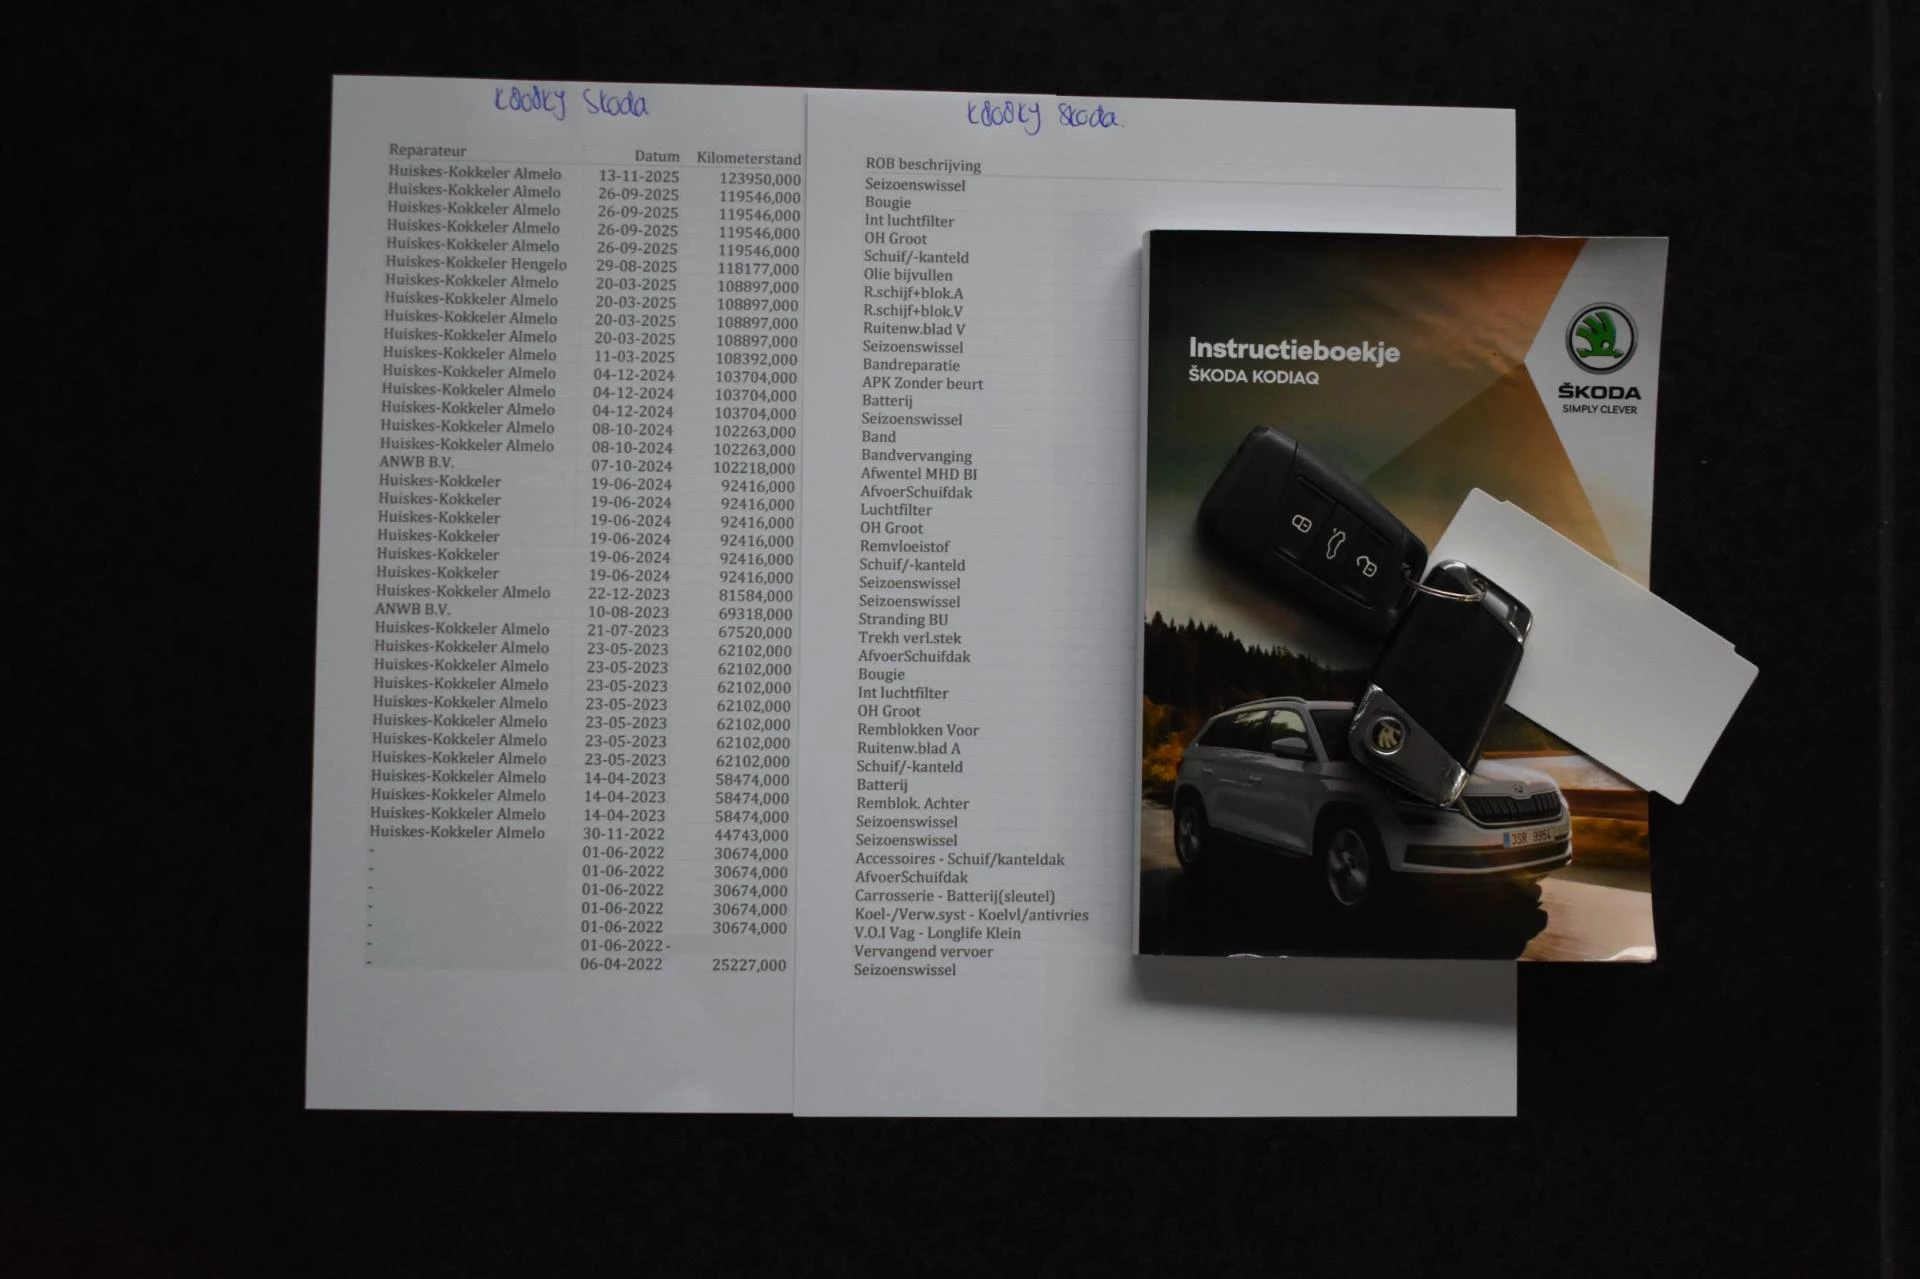 K808KY Skoda
Reparateur Datum Kilometerstand
Huiskes-Kokkeler Almelo 13-11-2025 123950,000
Huiskes-Kokkeler Almelo 26-09-2025 119546,000
Huiskes-Kokkeler Almelo 26-09-2025 119546,000
Huiskes-Kokkeler Almelo 26-09-2025 119546,000
Huiskes-Kokkeler Almelo 26-09-2025 119546,000
Huiskes-Kokkeler Hengelo 29-08-2025 118177,000
Huiskes-Kokkeler Almelo 20-03-2025 108897,000
Huiskes-Kokkeler Almelo 20-03-2025 108897,000
Huiskes-Kokkeler Almelo 20-03-2025 108897,000
Huiskes-Kokkeler Almelo 20-03-2025 108897,000
Huiskes-Kokkeler Almelo 11-03-2025 108392,000
Huiskes-Kokkeler Almelo 04-12-2024 103704,000
Huiskes-Kokkeler Almelo 04-12-2024 103704,000
Huiskes-Kokkeler Almelo 04-12-2024 103704,000
Huiskes-Kokkeler Almelo 08-10-2024 102263,000
Huiskes-Kokkeler Almelo 08-10-2024 102263,000
ANWB B.V. 07-10-2024 102218,000
Huiskes-Kokkeler 19-06-2024 92416,000
Huiskes-Kokkeler 19-06-2024 92416,000
Huiskes-Kokkeler 19-06-2024 92416,000
Huiskes-Kokkeler 19-06-2024 92416,000
Huiskes-Kokkeler 19-06-2024 92416,000
Huiskes-Kokkeler 19-06-2024 92416,000
Huiskes-Kokkeler Almelo 22-12-2023 81584,000
ANWB B.V. 10-08-2023 69318,000
Huiskes-Kokkeler Almelo 21-07-2023 67520,000
Huiskes-Kokkeler Almelo 23-05-2023 62102,000
Huiskes-Kokkeler Almelo 23-05-2023 62102,000
Huiskes-Kokkeler Almelo 23-05-2023 62102,000
Huiskes-Kokkeler Almelo 23-05-2023 62102,000
Huiskes-Kokkeler Almelo 23-05-2023 62102,000
Huiskes-Kokkeler Almelo 23-05-2023 62102,000
Huiskes-Kokkeler Almelo 23-05-2023 62102,000
Huiskes-Kokkeler Almelo 14-04-2023 58474,000
Huiskes-Kokkeler Almelo 14-04-2023 58474,000
Huiskes-Kokkeler Almelo 14-04-2023 58474,000
Huiskes-Kokkeler Almelo 30-11-2022 44743,000
- 01-06-2022 30674,000
- 01-06-2022 30674,000
- 01-06-2022 30674,000
- 01-06-2022 30674,000
- 01-06-2022 30674,000
- 01-06-2022 -
- 06-04-2022 25227,000
K808KY Skoda.
ROB beschrijving
Seizoenswissel
Bougie
Int luchtfilter
OH Groot
Schuif/-kanteld
Olie bijvullen
R.schijf+blok.A
R.schijf+blok.V
Ruitenw.blad V
Seizoenswissel
Bandreparatie
APK Zonder beurt
Batterij
Seizoenswissel
Band
Bandvervanging
Afwentel MHD BI
AfvoerSchuifdak
Luchtfilter
OH Groot
Remvloeistof
Schuif/-kanteld
Seizoenswissel
Seizoenswissel
Stranding BU
Trekh verl.stek
AfvoerSchuifdak
Bougie
Int luchtfilter
OH Groot
Remblokken Voor
Ruitenw.blad A
Schuif/-kanteld
Batterij
Remblok. Achter
Seizoenswissel
Seizoenswissel
Accessoires - Schuif/kanteldak
AfvoerSchuifdak
Carrosserie - Batterij(sleutel)
Koel-/Verw.syst - Koelvl/antivries
V.O.I Vag - Longlife Klein
Vervangend vervoer
Seizoenswissel
Instructieboekje
ŠKODA KODIAQ
ŠKODA
SIMPLY CLEVER
3SR 9954